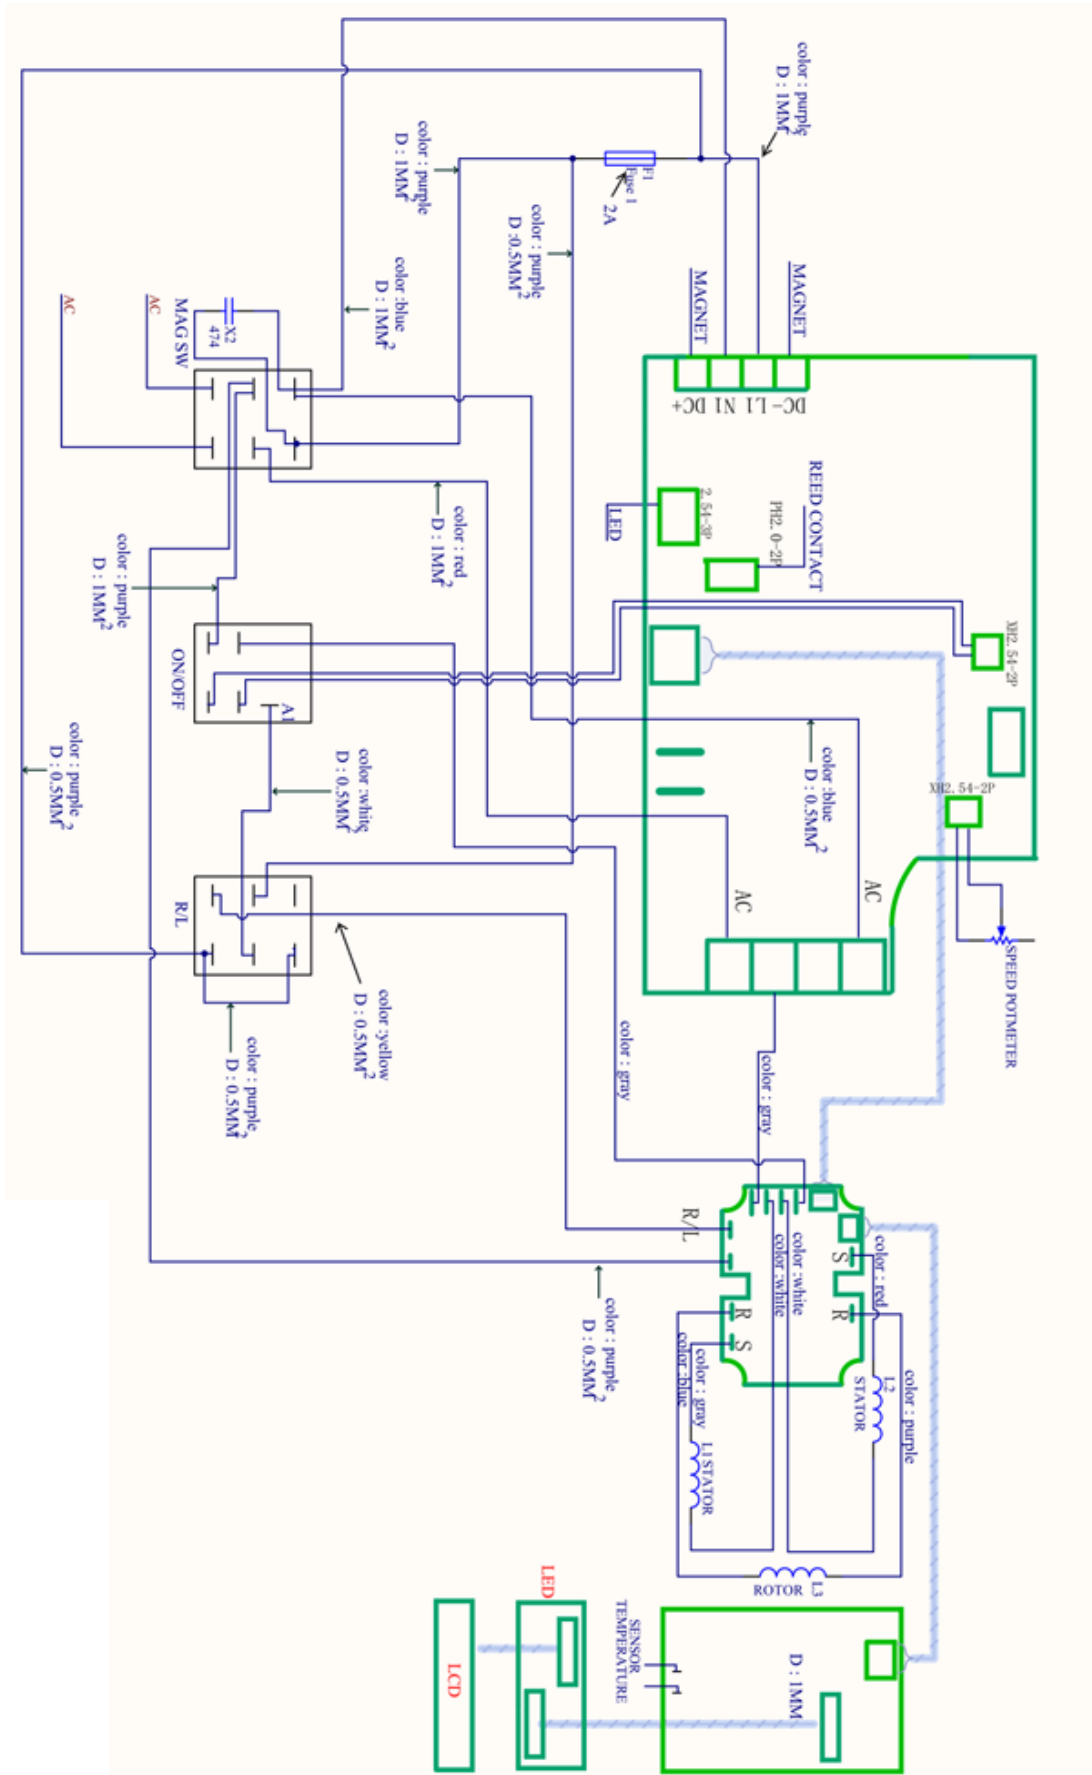 color : purple
D : 1MM²
color : purple
D : 1MM²
F1
Fuse 1
2A
color : purple
D :0.5MM²
color :blue
D : 1MM²
MAGNET
MAGNET
AC
AC
MAG SW
X2
474
DC+ N1 L1 DC-
REED CONTACT
PH2.0-2P
2.54-3P
LED
color : red
D : 1MM²
color : purple
D : 1MM²
XH2.54-2P
ON/OFF
A1
color :white
D : 0.5MM²
color : purple
D : 0.5MM²
color :blue
D : 0.5MM²
XH2.54-2P
AC
AC
R/L
SPEED POTMETER
color :yellow
D : 0.5MM²
color : purple
D : 0.5MM²
color : gray
color : gray
R/L
color :white
color :white
S
color : red
R
R
S
color : purple
D : 0.5MM²
color :blue
color : gray
L1 STATOR
L2
STATOR
color : purple
ROTOR L3
LED
LCD
SENSOR
TEMPERATURE
D : 1MM